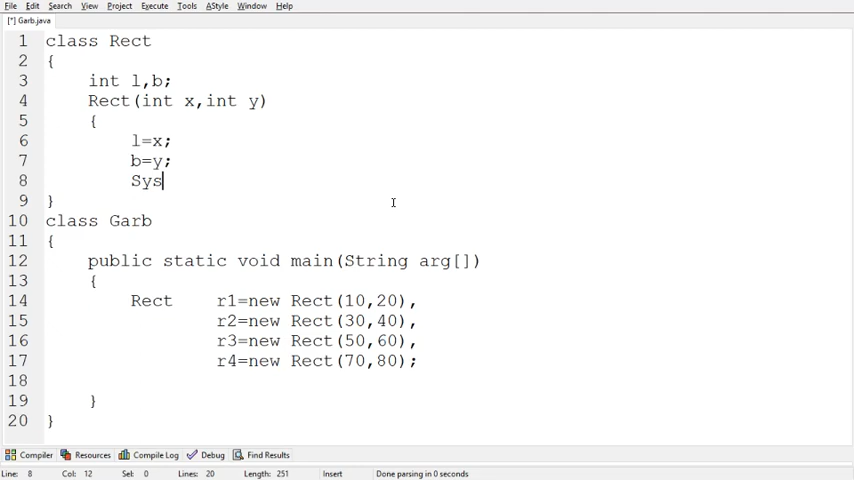 File Edit Search View Project Execute Tools AStyle Window Help
[*] Garb.java
1 class Rect
2 {
3 int l,b;
4 Rect(int x,int y)
5 {
6 l=x;
7 b=y;
8 Sys
9 }
10 class Garb
11 {
12 public static void main(String arg[])
13 {
14 Rect r1=new Rect(10,20),
15 r2=new Rect(30,40),
16 r3=new Rect(50,60),
17 r4=new Rect(70,80);
18
19 }
20 }
Compiler Resources Compile Log Debug Find Results
Line: 8 Col: 12 Sel: 0 Lines: 20 Length: 251 Insert Done parsing in 0 seconds